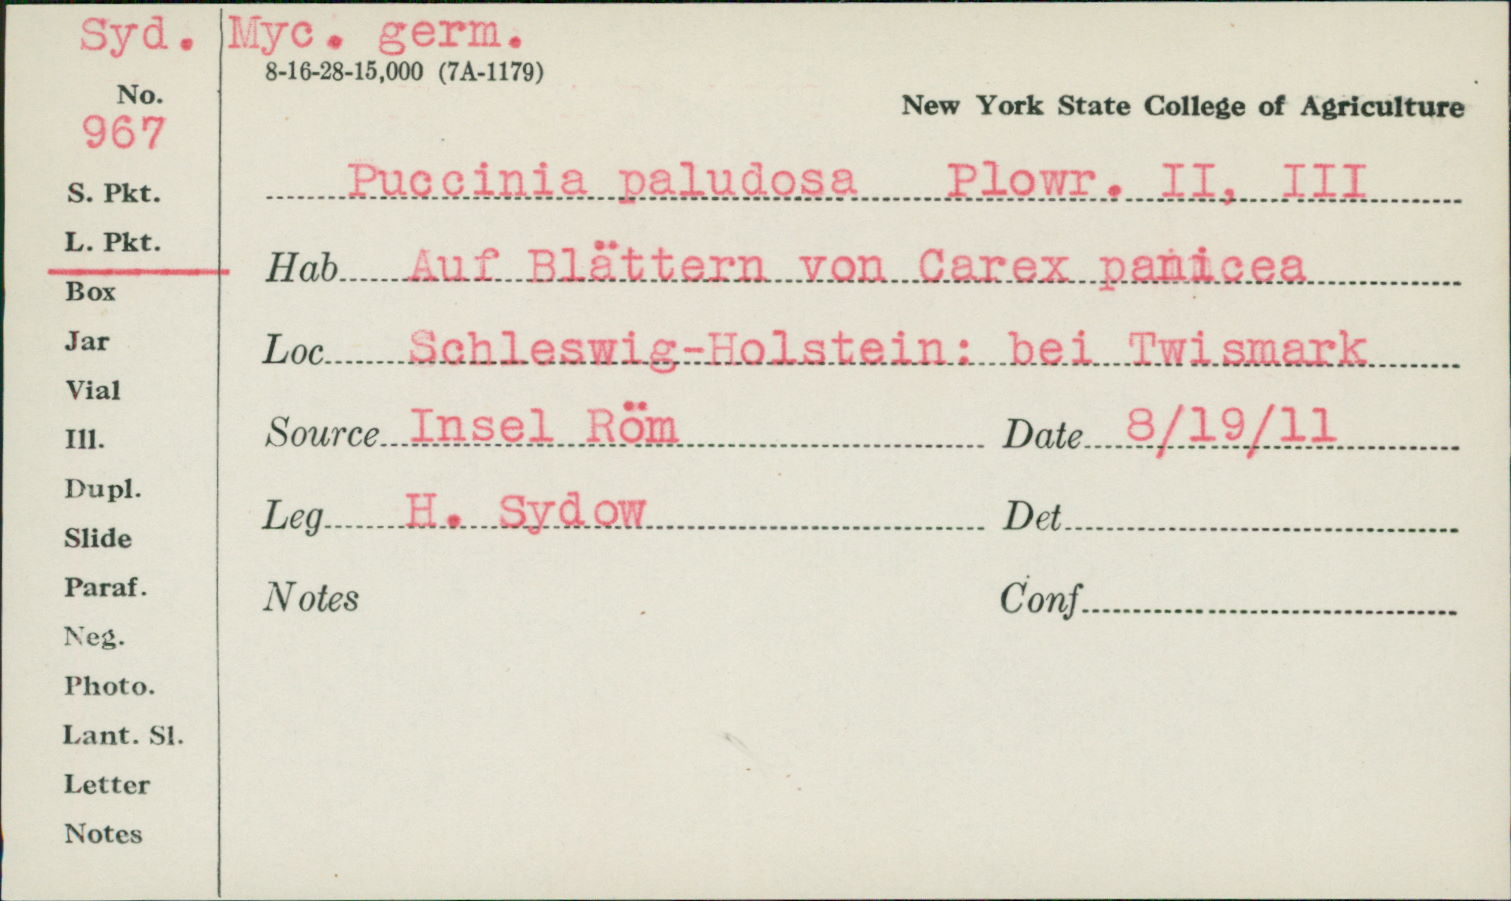 Syd. Myc. germ.
8-16-28-15,000 (7A-1179)
No.
967
New York State College of Agriculture
S. Pkt.
Puccinia paludosa Plowr. II, III
L. Pkt.
Hab Auf Blättern von Carex panicea
Box
Jar
Loc Schleswig-Holstein: bei Twismark
Vial
Ill.
Source Insel Röm Date 8/19/11
Dupl.
Leg H. Sydow Det
Slide
Paraf.
Notes Conf
Neg.
Photo.
Lant. Sl.
Letter
Notes